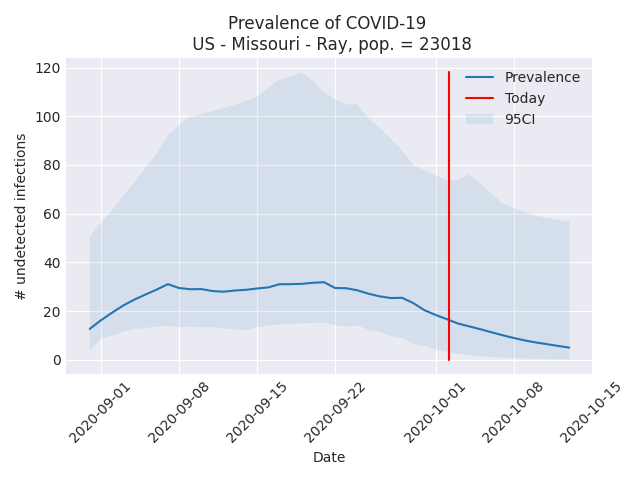 Prevalence of COVID-19
US - Missouri - Ray, pop. = 23018
120
100
80
60
40
20
0
# undetected infections
Prevalence
Today
95CI
2020-09-01
2020-09-08
2020-09-15
2020-09-22
2020-10-01
2020-10-08
2020-10-15
Date